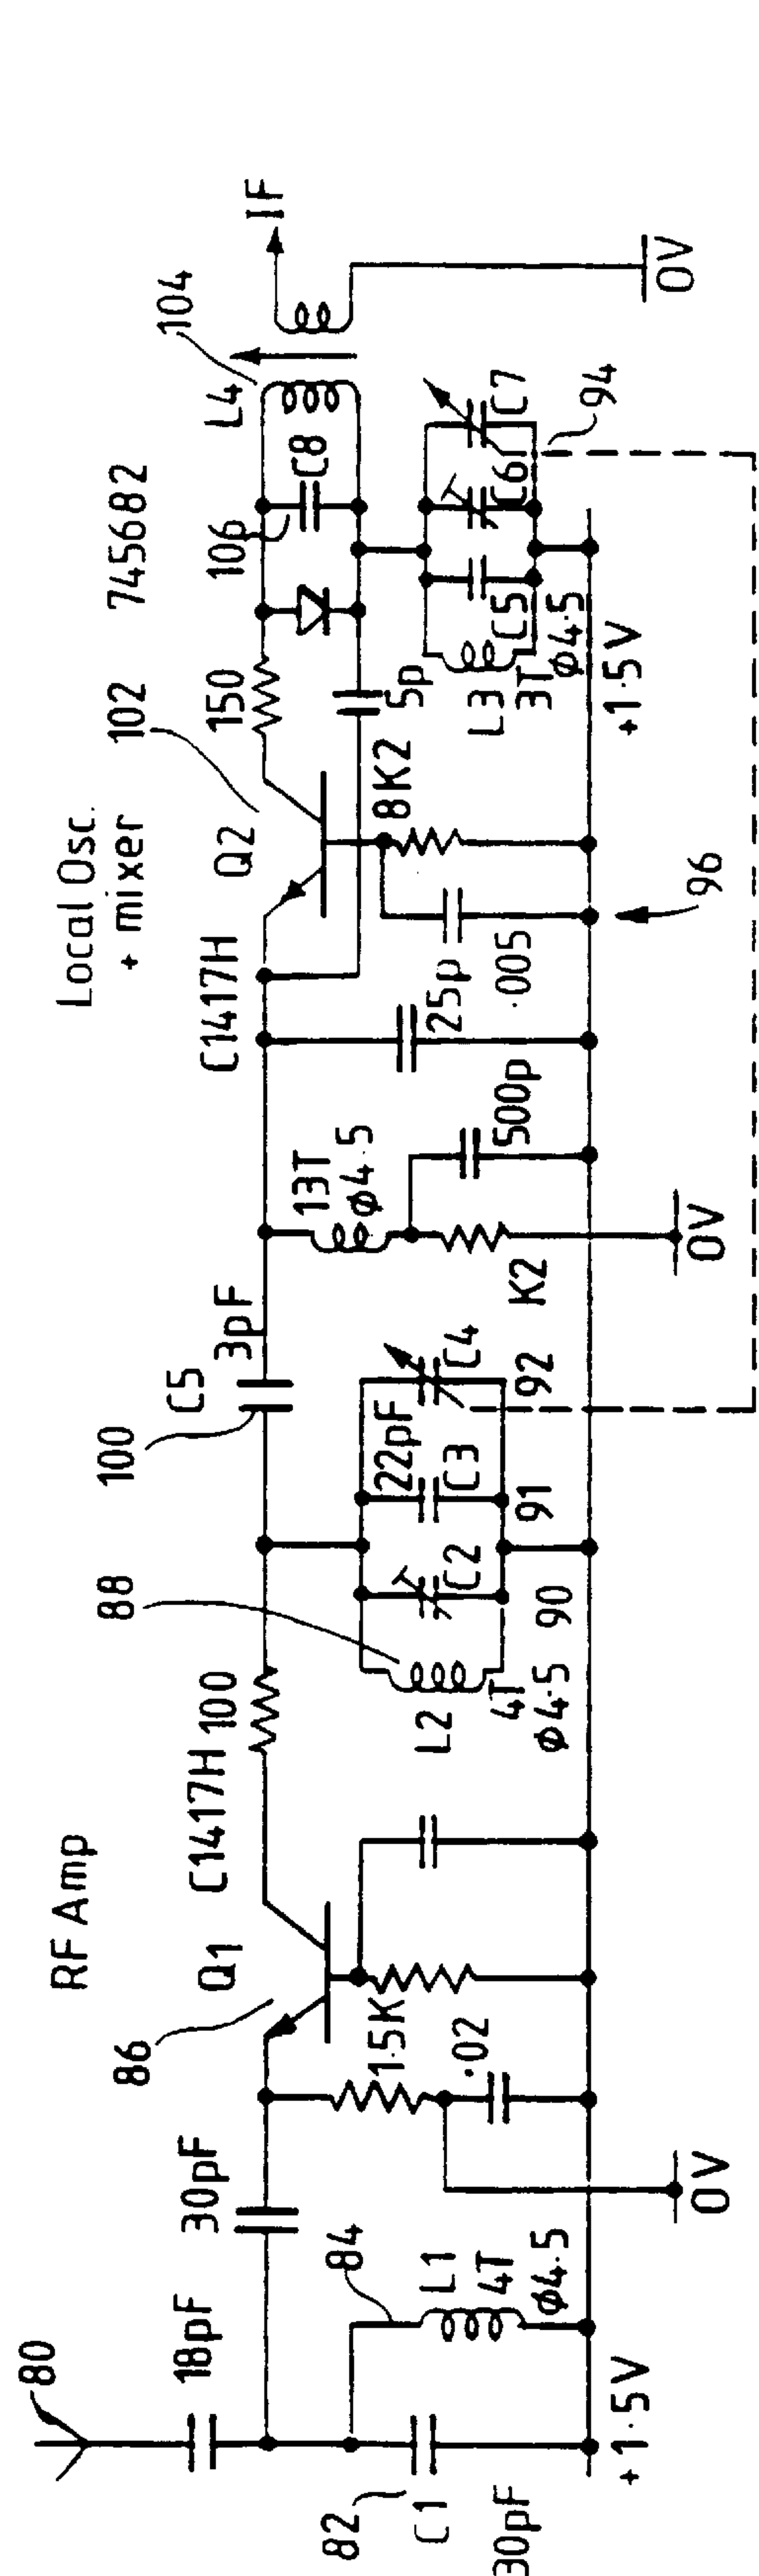 80
18pF
82
C1
30pF
84
L1
4T
φ4.5
+1.5V
30pF
86
RF Amp
Q1
C1417H
1.5K
.02
0V
100
88
L2
4T
φ4.5
90
C2
91
22pF
C3
C4
92
100
C5
3pF
13T
φ4.5
K2
500p
0V
Local Osc.
+ mixer
C1417H
Q2
102
25p
.005
8K2
96
150
745682
5p
106
C8
L4
104
IF
0V
L3
3T
φ4.5
C5
C6
C7
94
+1.5V